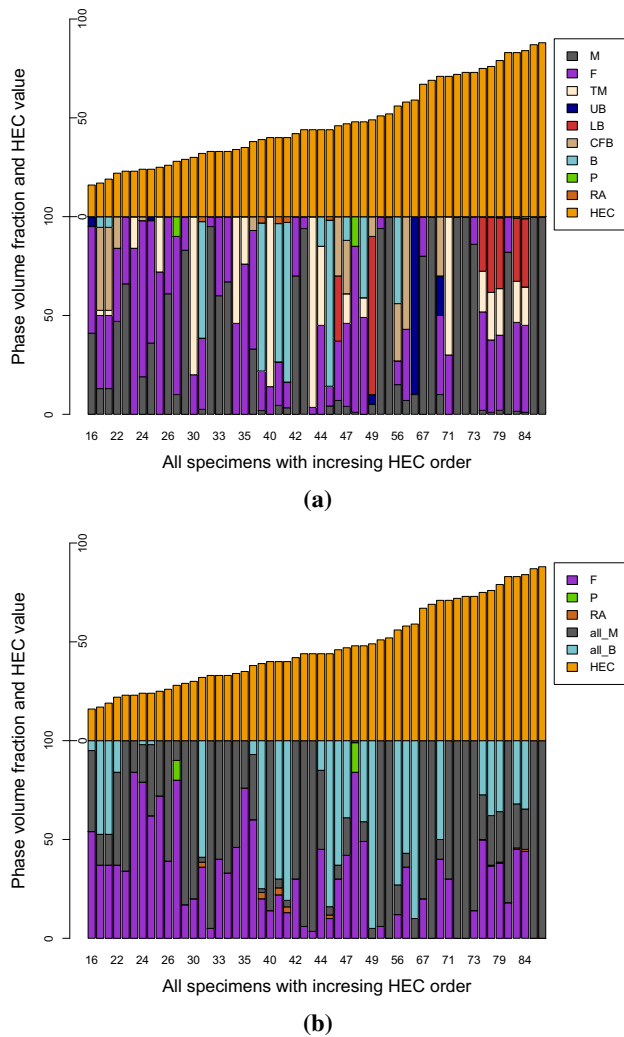 100
50
0
Phase volume fraction and HEC value
100
50
0
16 22 24 26 30 33 35 40 42 44 47 49 56 67 71 73 79 84
All specimens with incresing HEC order
M
F
TM
UB
LB
CFB
B
P
RA
HEC
(a)
100
50
0
Phase volume fraction and HEC value
100
50
0
16 22 24 26 30 33 35 40 42 44 47 49 56 67 71 73 79 84
All specimens with incresing HEC order
F
P
RA
all_M
all_B
HEC
(b)